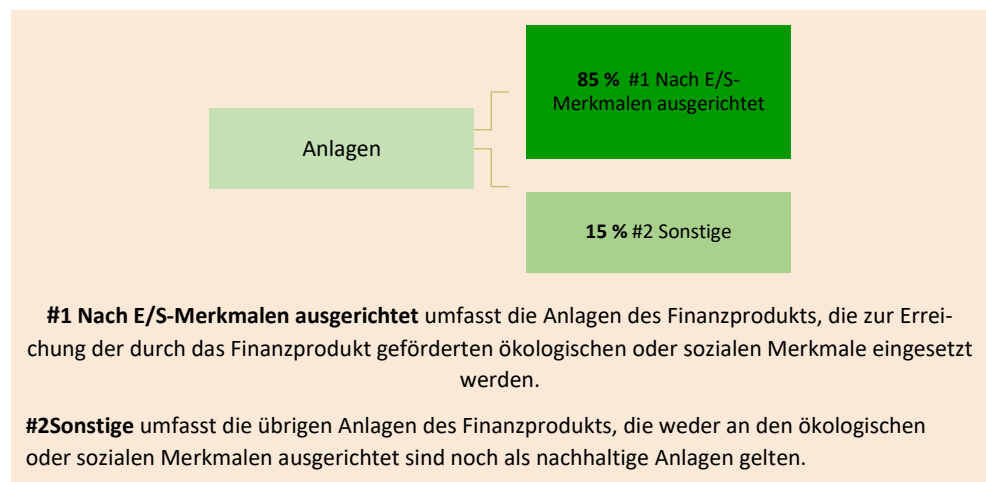 85 % #1 Nach E/S-
Merkmalen ausgerichtet
Anlagen
15 % #2 Sonstige
#1 Nach E/S-Merkmalen ausgerichtet umfasst die Anlagen des Finanzprodukts, die zur Errei-
chung der durch das Finanzprodukt geförderten ökologischen oder sozialen Merkmale eingesetzt
werden.
#2Sonstige umfasst die übrigen Anlagen des Finanzprodukts, die weder an den ökologischen
oder sozialen Merkmalen ausgerichtet sind noch als nachhaltige Anlagen gelten.